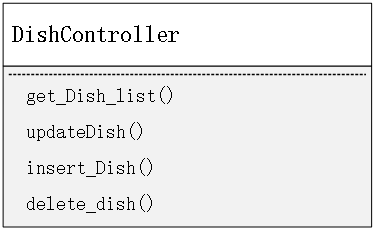 DishController
get_Dish_list()
updateDish()
insert_Dish()
delete_dish()